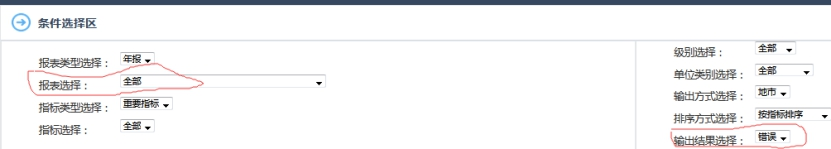 条件选择区
报表类型选择： 年报
报表选择： 全部
指标类型选择： 重要指标
指标选择： 全部
级别选择： 全部
单位类别选择： 全部
输出方式选择： 地市
排序方式选择： 按指标排序
输出结果选择： 错误